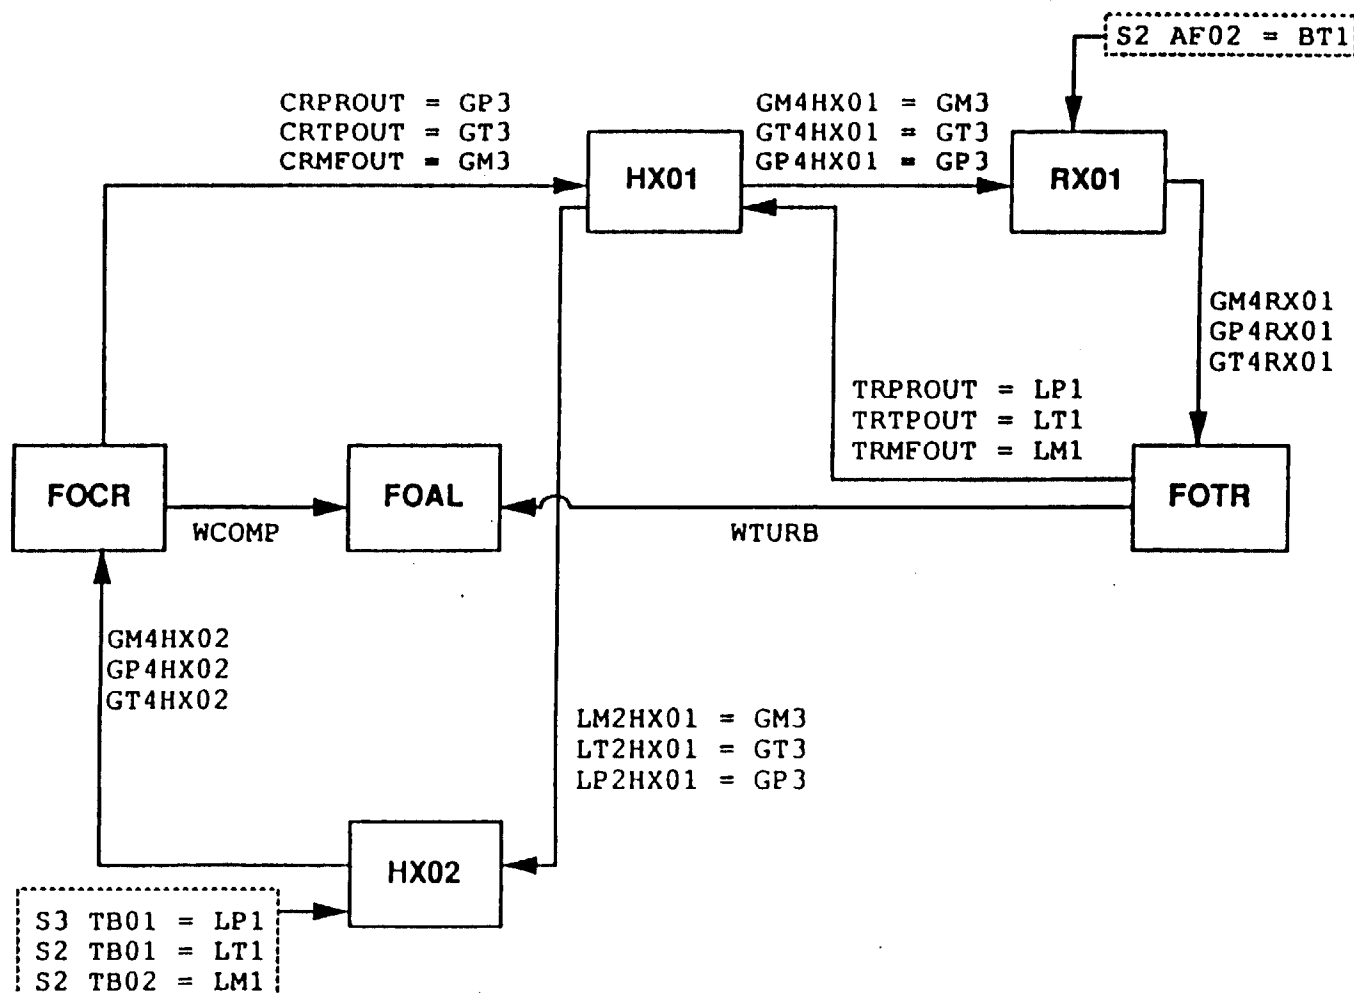 S2 AF02 = BT1
CRPROUT = GP3
CRTPOUT = GT3
CRMFOUT = GM3
GM4HX01 = GM3
GT4HX01 = GT3
GP4HX01 = GP3
HX01
RX01
GM4RX01
GP4RX01
GT4RX01
TRPROUT = LP1
TRTPOUT = LT1
TRMFOUT = LM1
FOCR
FOAL
FOTR
WCOMP
WTURB
GM4HX02
GP4HX02
GT4HX02
LM2HX01 = GM3
LT2HX01 = GT3
LP2HX01 = GP3
HX02
S3 TB01 = LP1
S2 TB01 = LT1
S2 TB02 = LM1